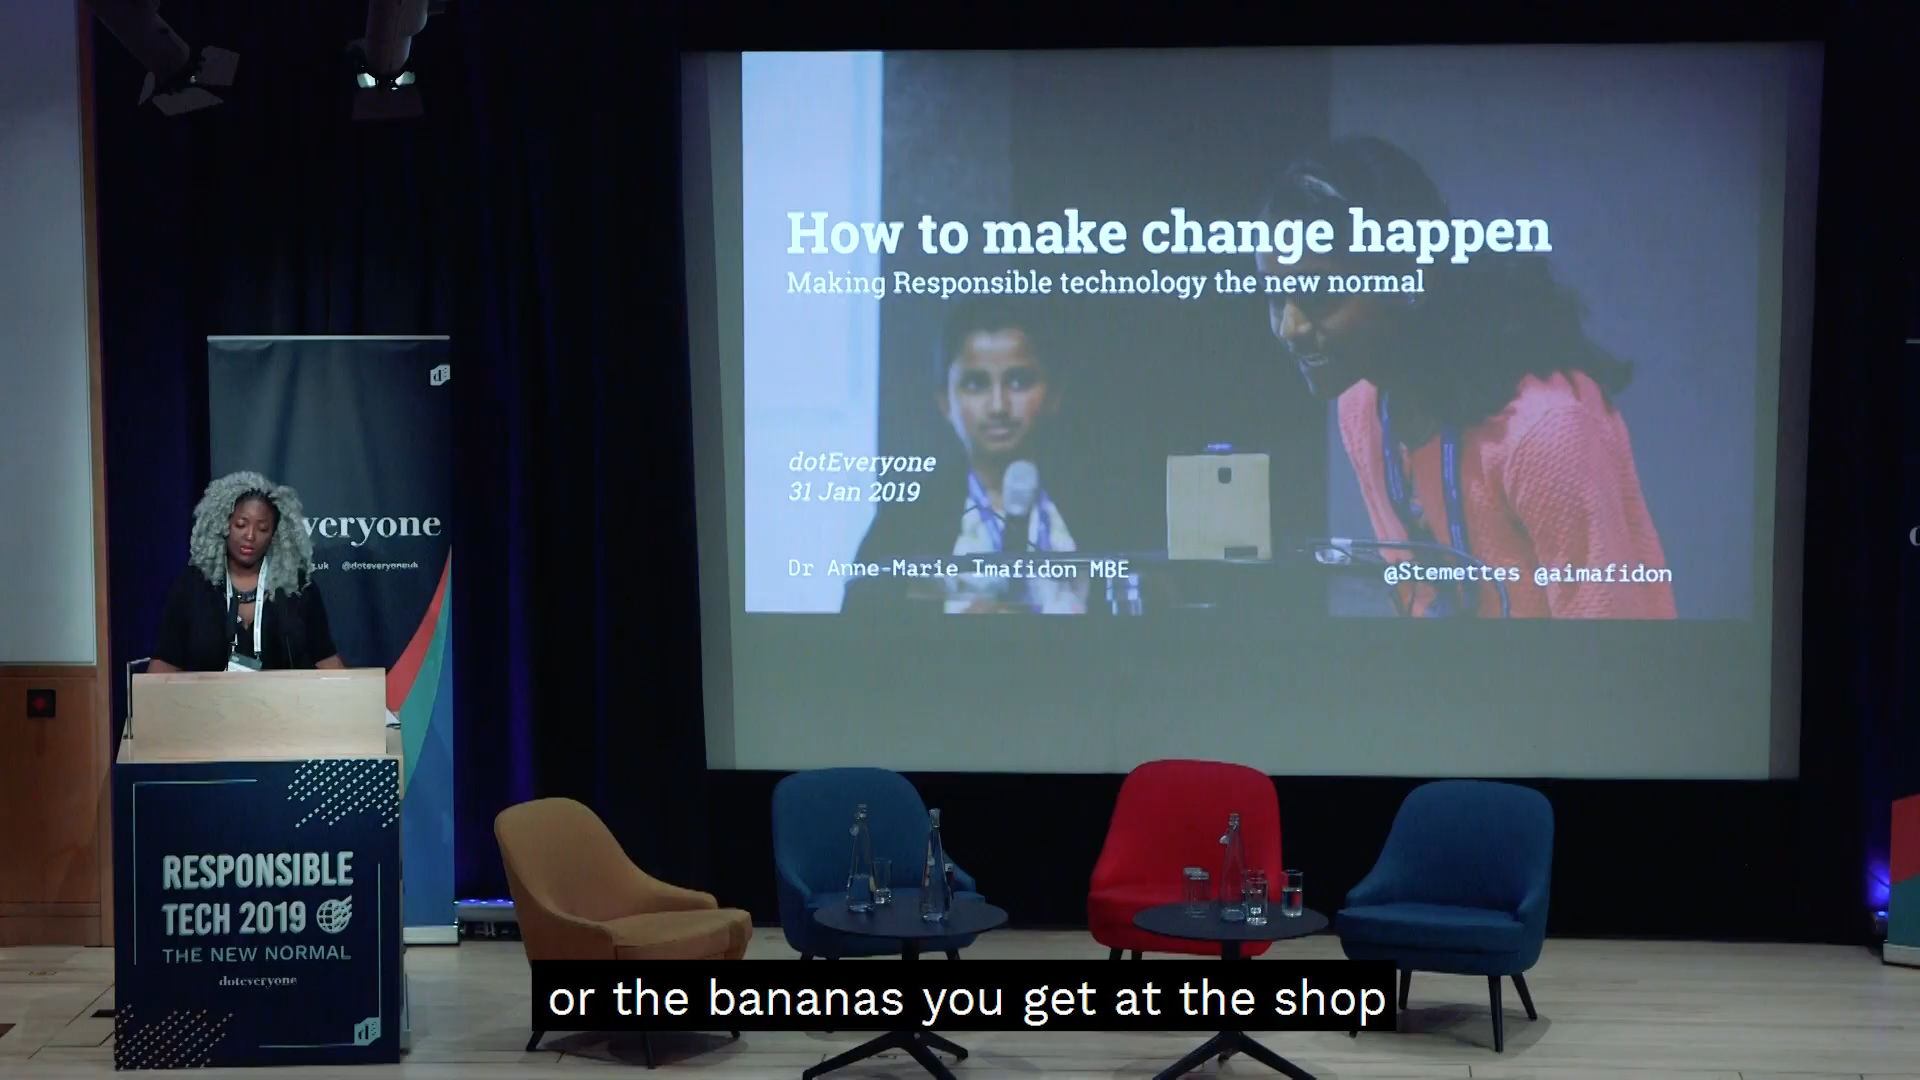 How to make change happen
Making Responsible technology the new normal
dotEveryone
31 Jan 2019
Dr Anne-Marie Imafidon MBE
@Stemettes @aimafidon
veryone
.uk @doteveryoneuk
RESPONSIBLE
TECH 2019
THE NEW NORMAL
doteveryone
or the bananas you get at the shop